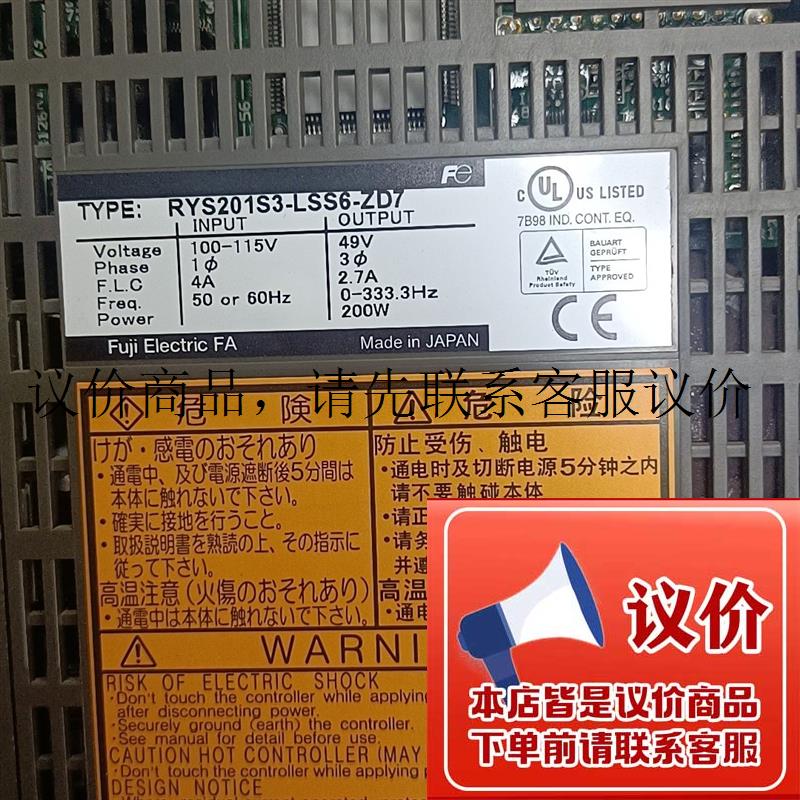 Fe
TYPE: RYS201S3-LSS6-ZD7
INPUT OUTPUT
Voltage 100-115V 49V
Phase 1φ 3φ
F.L.C 4A 2.7A
Freq. 50 or 60Hz 0-333.3Hz
Power 200W
Fuji Electric FA Made in JAPAN
C UL US LISTED
7B98 IND. CONT. EQ.
TÜV
Rheinland
Product Safety
BAUART
GEPRÜFT
TYPE
APPROVED
CE
议价商品，请先联系客服议价
危 険
けが・感電のおそれあり
・通電中、及び電源遮断後5分間は
本体に触れないで下さい。
・確実に接地を行うこと。
・取扱説明書を熟読の上、その指示に
従って下さい。
高温注意(火傷のおそれあり)
・通電中は本体に触れないで下さい。
危 险
防止受伤、触电
・通电时及切断电源5分钟之内
请不要触碰本体
・请正
・请务
并遵
高温
・通电
WARNI
RISK OF ELECTRIC SHOCK
・Don't touch the controller while applying
after disconnecting power.
・Securely ground (earth) the controller.
・See manual for detail before use.
CAUTION HOT CONTROLLER (MAY
・Don't touch the controller while applying
DESIGN NOTICE
议价
本店皆是议价商品
下单前请联系客服